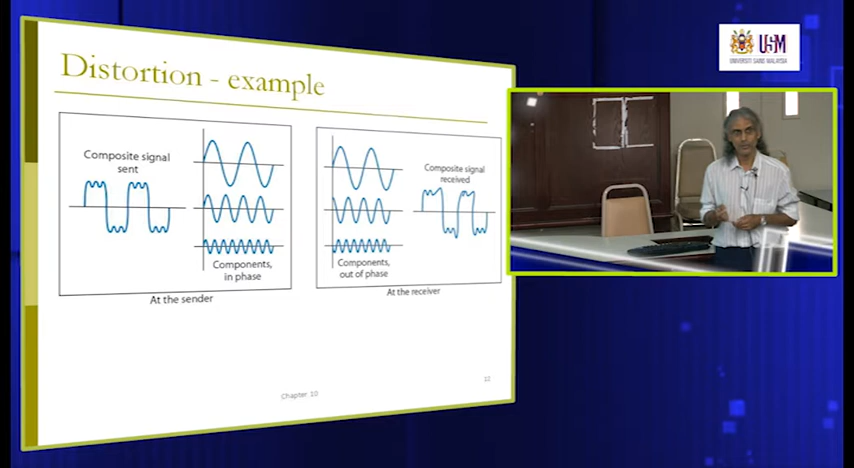 USM
UNIVERSITI SAINS MALAYSIA
Distortion - example
Composite signal
sent
Components,
in phase
At the sender
Composite signal
received
Components,
out of phase
At the receiver
Chapter 10